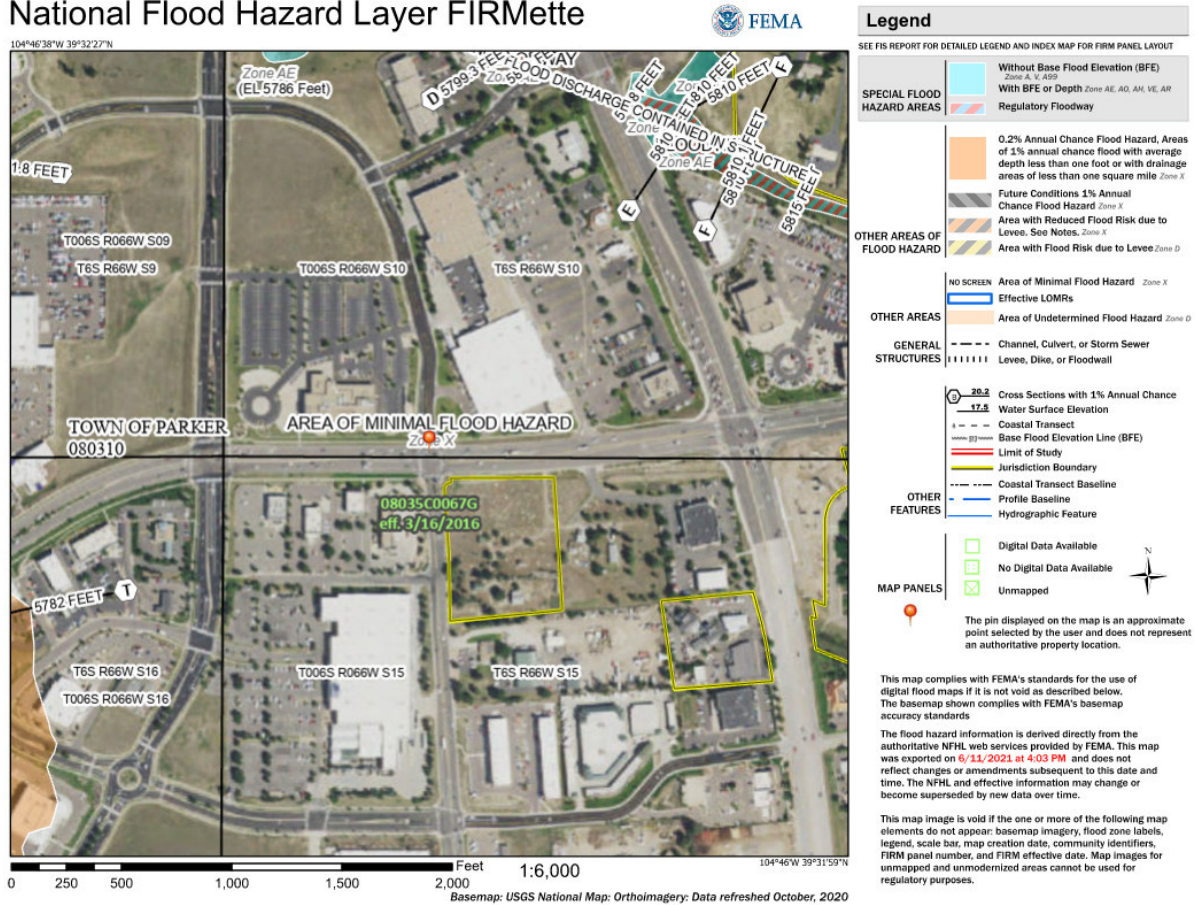 National Flood Hazard Layer FIRMette
FEMA
104°46'38"W 39°32'27"N
Zone AE
(EL 5786 Feet)
D 5799.3 FEET
FLOOD DISCHARGE CONTAINED IN STRUCTURE
5810 FEET
5810 FEET F
Zone AE
5815 FEET
E
F
1:8 FEET
T006S R066W S09
T6S R66W S9
T006S R066W S10
T6S R66W S10
TOWN OF PARKER
080310
AREA OF MINIMAL FLOOD HAZARD
Zone X
08035C0067G
eff. 3/16/2016
5782 FEET T
T6S R66W S16
T006S R066W S16
T006S R066W S15
T6S R66W S15
104°46'W 39°31'59"N
Feet
1:6,000
0 250 500 1,000 1,500 2,000
Basemap: USGS National Map: Orthoimagery: Data refreshed October, 2020
Legend
SEE FIS REPORT FOR DETAILED LEGEND AND INDEX MAP FOR FIRM PANEL LAYOUT
SPECIAL FLOOD
HAZARD AREAS
Without Base Flood Elevation (BFE)
Zone A, V, A99
With BFE or Depth Zone AE, AO, AH, VE, AR
Regulatory Floodway
0.2% Annual Chance Flood Hazard, Areas
of 1% annual chance flood with average
depth less than one foot or with drainage
areas of less than one square mile Zone X
Future Conditions 1% Annual
Chance Flood Hazard Zone X
Area with Reduced Flood Risk due to
Levee. See Notes. Zone X
Area with Flood Risk due to Levee Zone D
OTHER AREAS OF
FLOOD HAZARD
NO SCREEN Area of Minimal Flood Hazard Zone X
Effective LOMRs
OTHER AREAS
Area of Undetermined Flood Hazard Zone D
GENERAL
STRUCTURES
Channel, Culvert, or Storm Sewer
Levee, Dike, or Floodwall
B 20.2 Cross Sections with 1% Annual Chance
17.5 Water Surface Elevation
8 Coastal Transect
513 Base Flood Elevation Line (BFE)
Limit of Study
Jurisdiction Boundary
Coastal Transect Baseline
OTHER
FEATURES
Profile Baseline
Hydrographic Feature
Digital Data Available
No Digital Data Available
Unmapped
MAP PANELS
N
The pin displayed on the map is an approximate
point selected by the user and does not represent
an authoritative property location.
This map complies with FEMA's standards for the use of
digital flood maps if it is not void as described below.
The basemap shown complies with FEMA's basemap
accuracy standards
The flood hazard information is derived directly from the
authoritative NFHL web services provided by FEMA. This map
was exported on 6/11/2021 at 4:03 PM and does not
reflect changes or amendments subsequent to this date and
time. The NFHL and effective information may change or
become superseded by new data over time.
This map image is void if the one or more of the following map
elements do not appear: basemap imagery, flood zone labels,
legend, scale bar, map creation date, community identifiers,
FIRM panel number, and FIRM effective date. Map images for
unmapped and unmodernized areas cannot be used for
regulatory purposes.